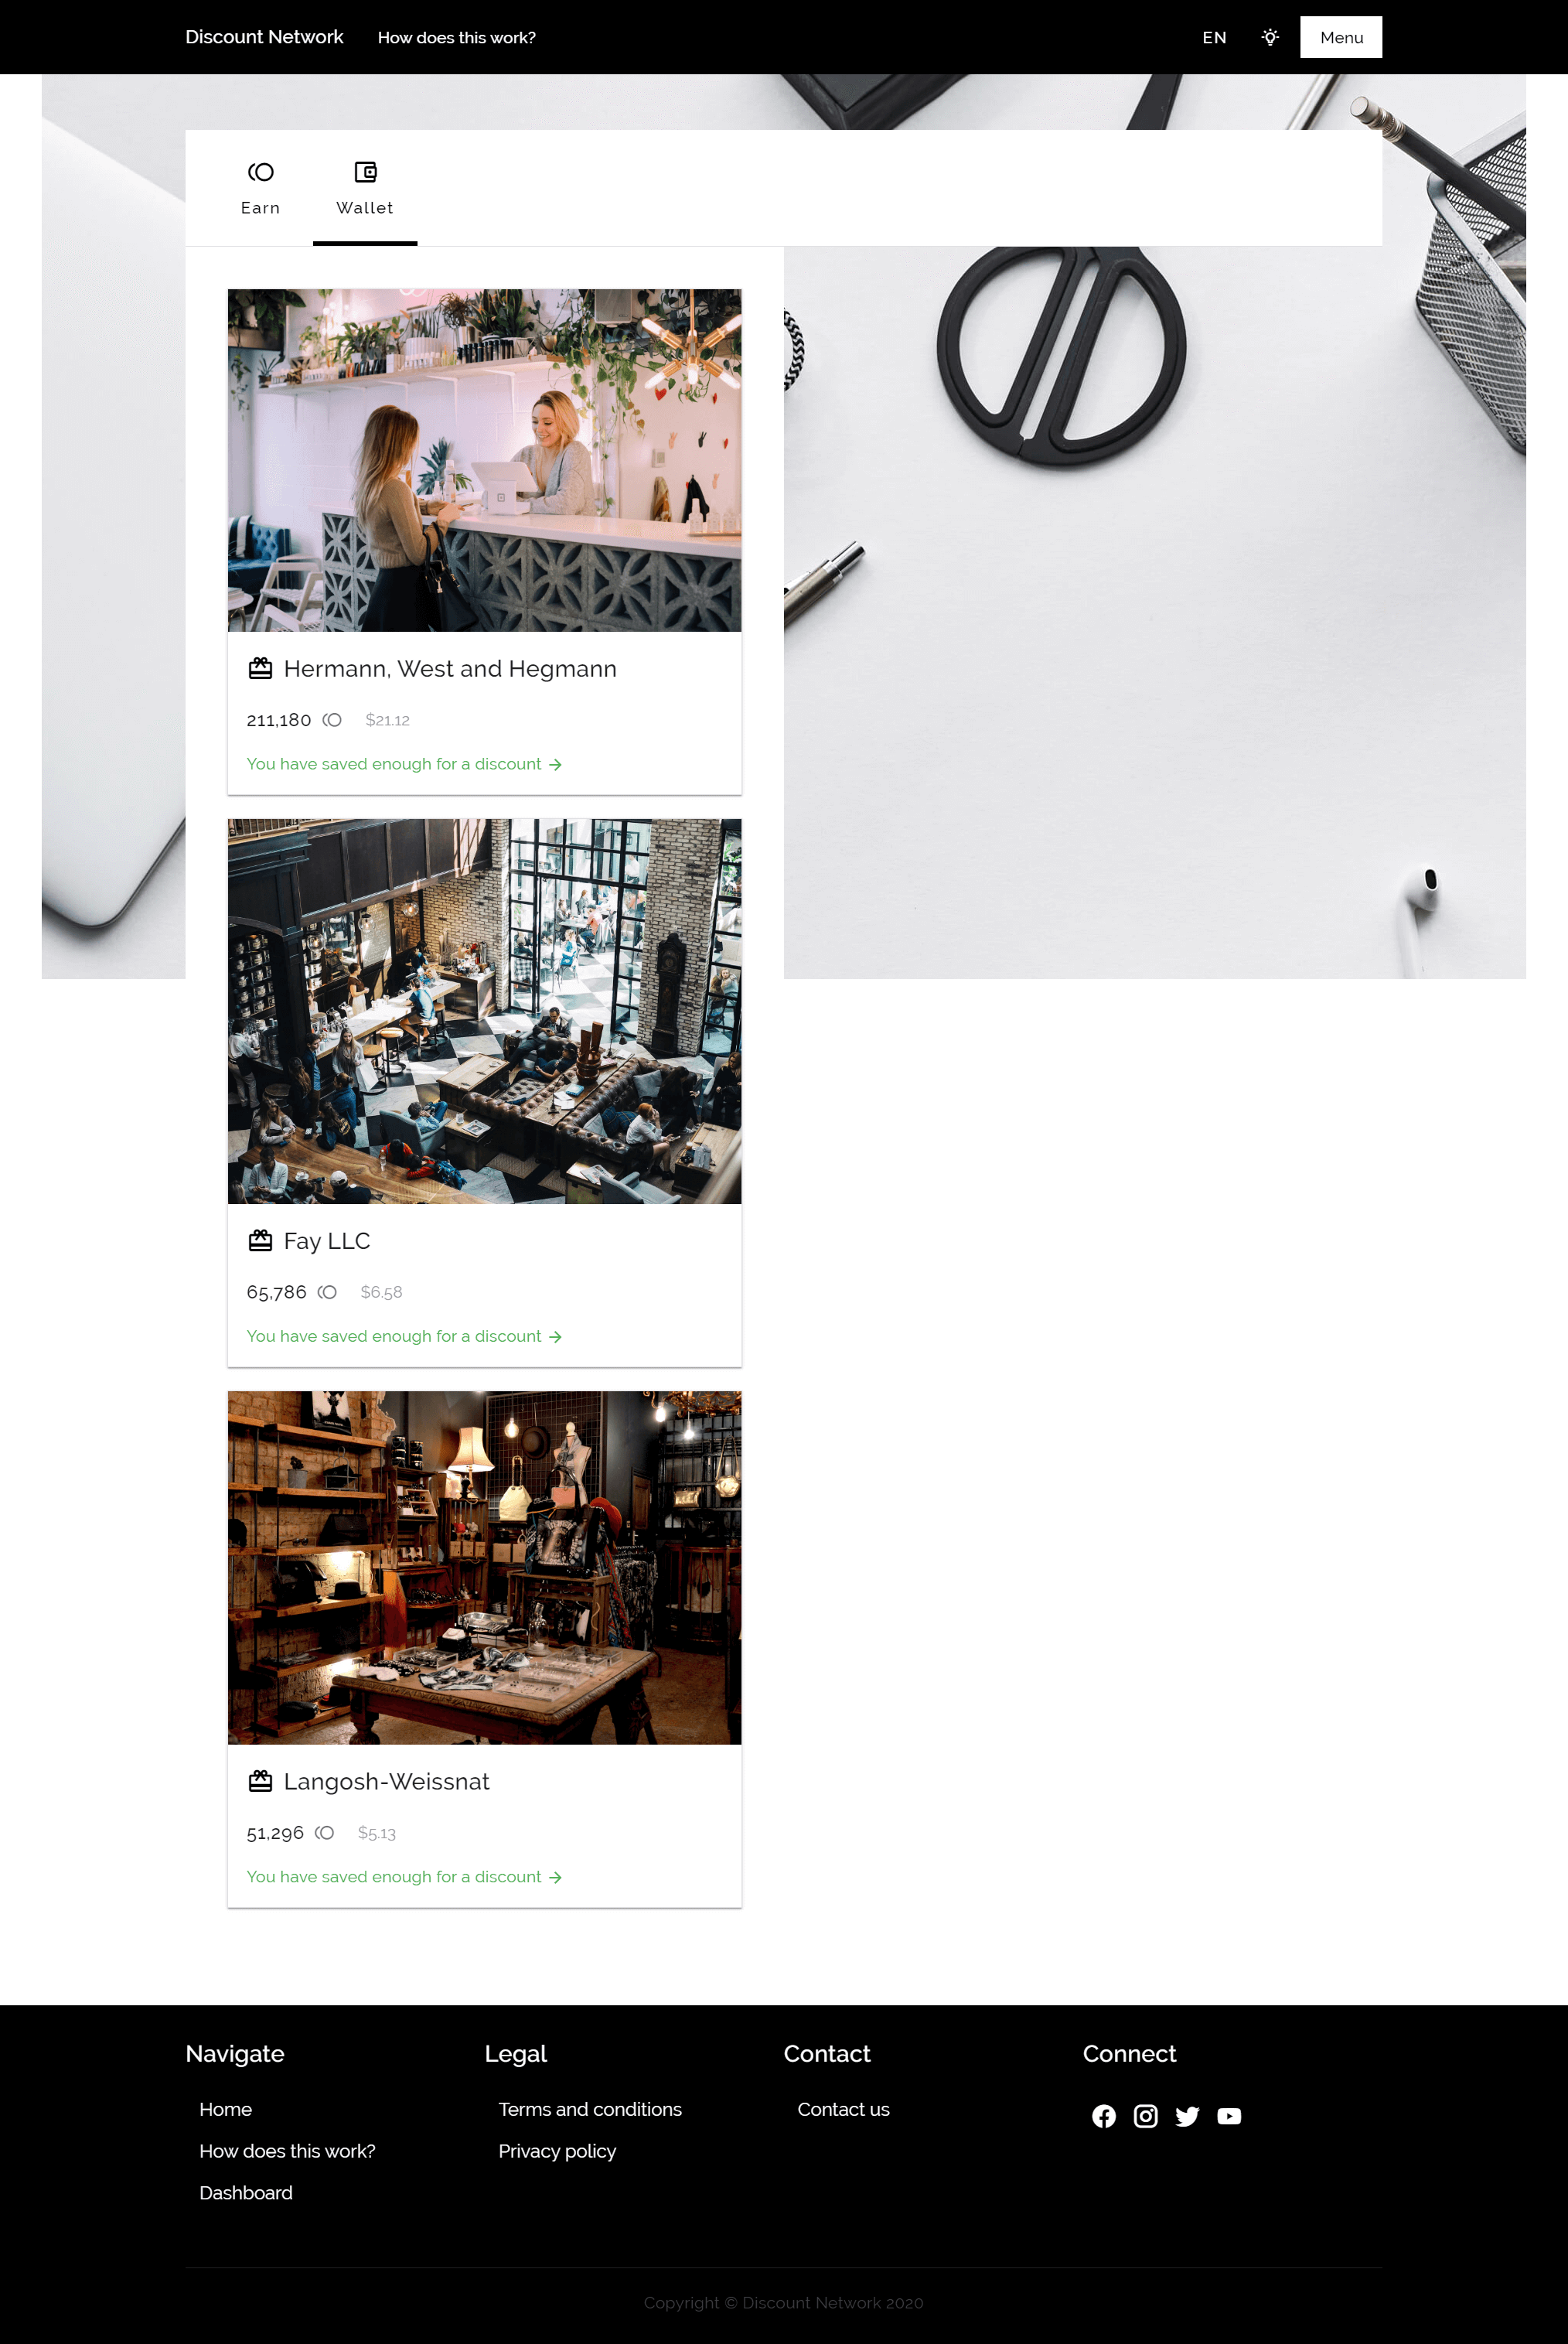 Discount Network
How does this work?
EN
Menu
Earn
Wallet
Hermann, West and Hegmann
211,180 $21.12
You have saved enough for a discount
Fay LLC
65,786 $6.58
You have saved enough for a discount
Langosh-Weissnat
51,296 $5.13
You have saved enough for a discount
Navigate
Home
How does this work?
Dashboard
Legal
Terms and conditions
Privacy policy
Contact
Contact us
Connect
Copyright © Discount Network 2020